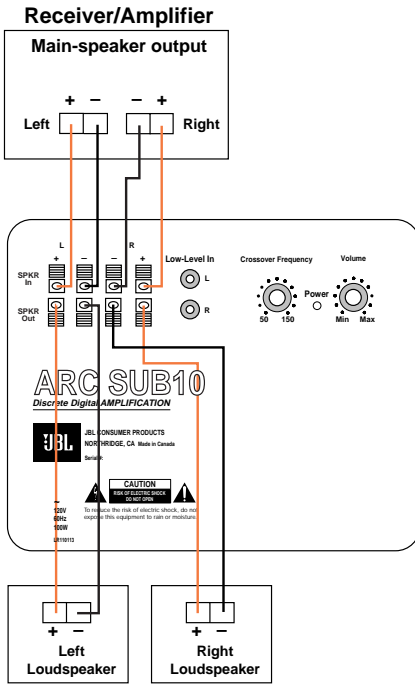 Receiver/Amplifier
Main-speaker output
+ − − +
Left Right
L R
+ − − +
SPKR
In
SPKR
Out
Low-Level In
L
R
Crossover Frequency
50 150
Power
Volume
Min Max
ARC SUB10
Discrete Digital AMPLIFICATION
JBL
JBL CONSUMER PRODUCTS
NORTHRIDGE, CA Made in Canada
Serial #:
CAUTION
RISK OF ELECTRIC SHOCK
DO NOT OPEN
To reduce the risk of electric shock, do not
expose this equipment to rain or moisture.
~
120V
60Hz
100W
LR110113
+ −
Left
Loudspeaker
+ −
Right
Loudspeaker